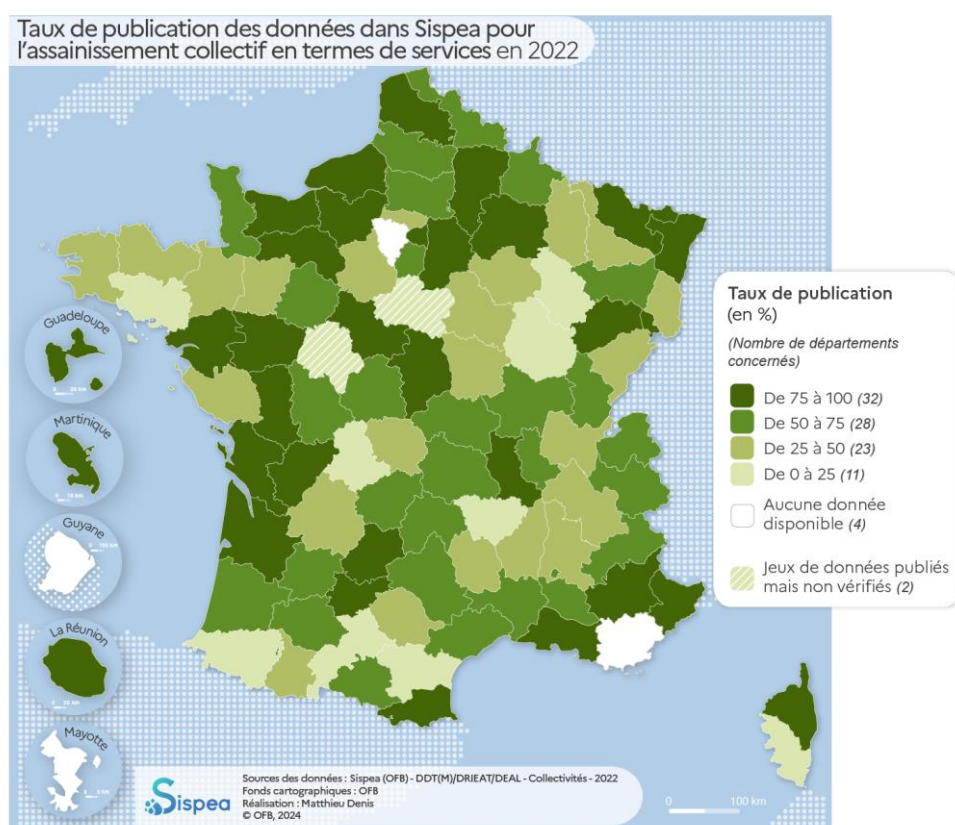 Taux de publication des données dans Sispea pour
l'assainissement collectif en termes de services en 2022
Guadeloupe
Martinique
Guyane
La Réunion
Mayotte
Taux de publication
(en %)
(Nombre de départements
concernés)
De 75 à 100 (32)
De 50 à 75 (28)
De 25 à 50 (23)
De 0 à 25 (11)
Aucune donnée
disponible (4)
Jeux de données publiés
mais non vérifiés (2)
Sispea
Sources des données : Sispea (OFB) - DDT(M)/DRIEAT/DEAL - Collectivités - 2022
Fonds cartographiques : OFB
Réalisation : Matthieu Denis
© OFB, 2024
0 100 km